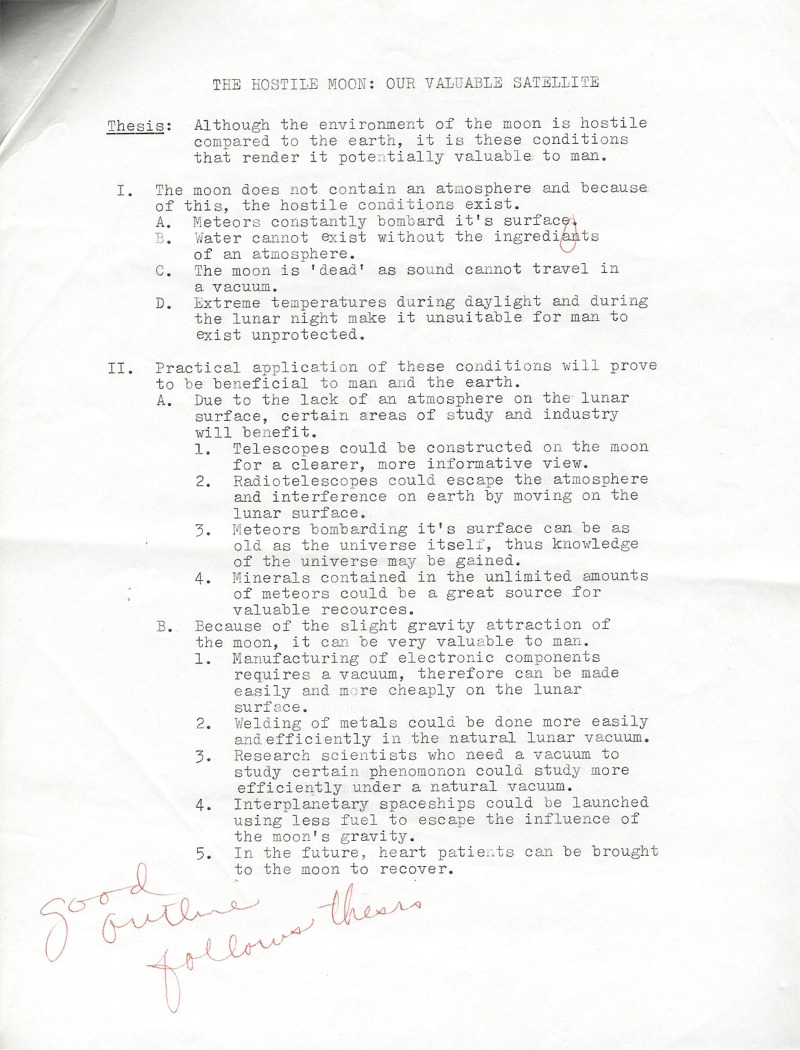 THE HOSTILE MOON: OUR VALUABLE SATELLITE
Thesis: Although the environment of the moon is hostile
compared to the earth, it is these conditions
that render it potentially valuable to man.
I. The moon does not contain an atmosphere and because
of this, the hostile conditions exist.
A. Meteors constantly bombard it's surface.
B. Water cannot exist without the ingrediants
of an atmosphere.
C. The moon is 'dead' as sound cannot travel in
a vacuum.
D. Extreme temperatures during daylight and during
the lunar night make it unsuitable for man to
exist unprotected.
II. Practical application of these conditions will prove
to be beneficial to man and the earth.
A. Due to the lack of an atmosphere on the lunar
surface, certain areas of study and industry
will benefit.
1. Telescopes could be constructed on the moon
for a clearer, more informative view.
2. Radiotelescopes could escape the atmosphere
and interference on earth by moving on the
lunar surface.
3. Meteors bombarding it's surface can be as
old as the universe itself, thus knowledge
of the universe may be gained.
4. Minerals contained in the unlimited amounts
of meteors could be a great source for
valuable recources.
B. Because of the slight gravity attraction of
the moon, it can be very valuable to man.
1. Manufacturing of electronic components
requires a vacuum, therefore can be made
easily and more cheaply on the lunar
surface.
2. Welding of metals could be done more easily
and efficiently in the natural lunar vacuum.
3. Research scientists who need a vacuum to
study certain phenomonon could study more
efficiently under a natural vacuum.
4. Interplanetary spaceships could be launched
using less fuel to escape the influence of
the moon's gravity.
5. In the future, heart patients can be brought
to the moon to recover.
good
outline
follows thesis